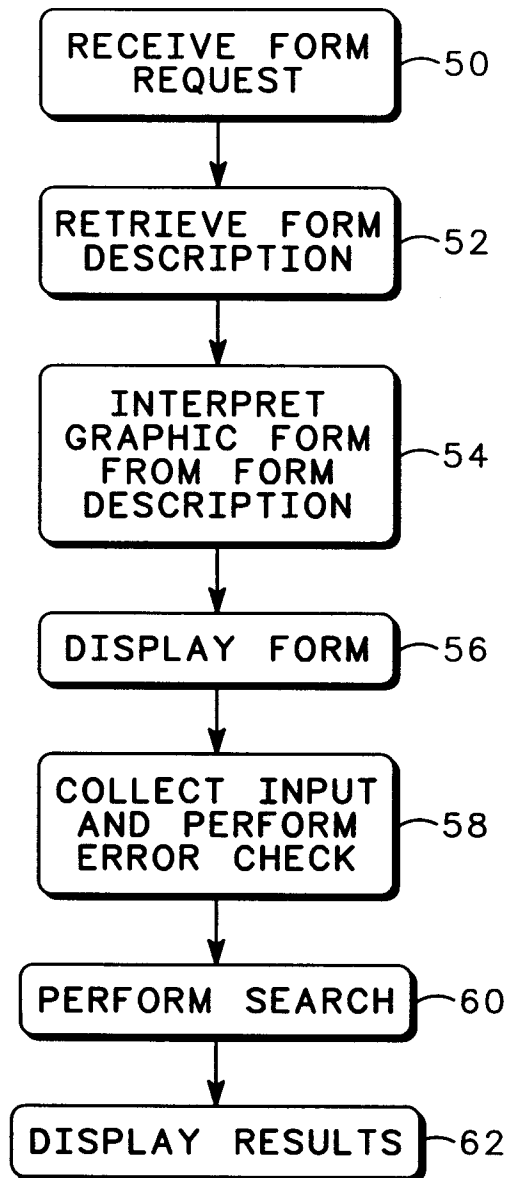 RECEIVE FORM
REQUEST
50
RETRIEVE FORM
DESCRIPTION
52
INTERPRET
GRAPHIC FORM
FROM FORM
DESCRIPTION
54
DISPLAY FORM
56
COLLECT INPUT
AND PERFORM
ERROR CHECK
58
PERFORM SEARCH
60
DISPLAY RESULTS
62